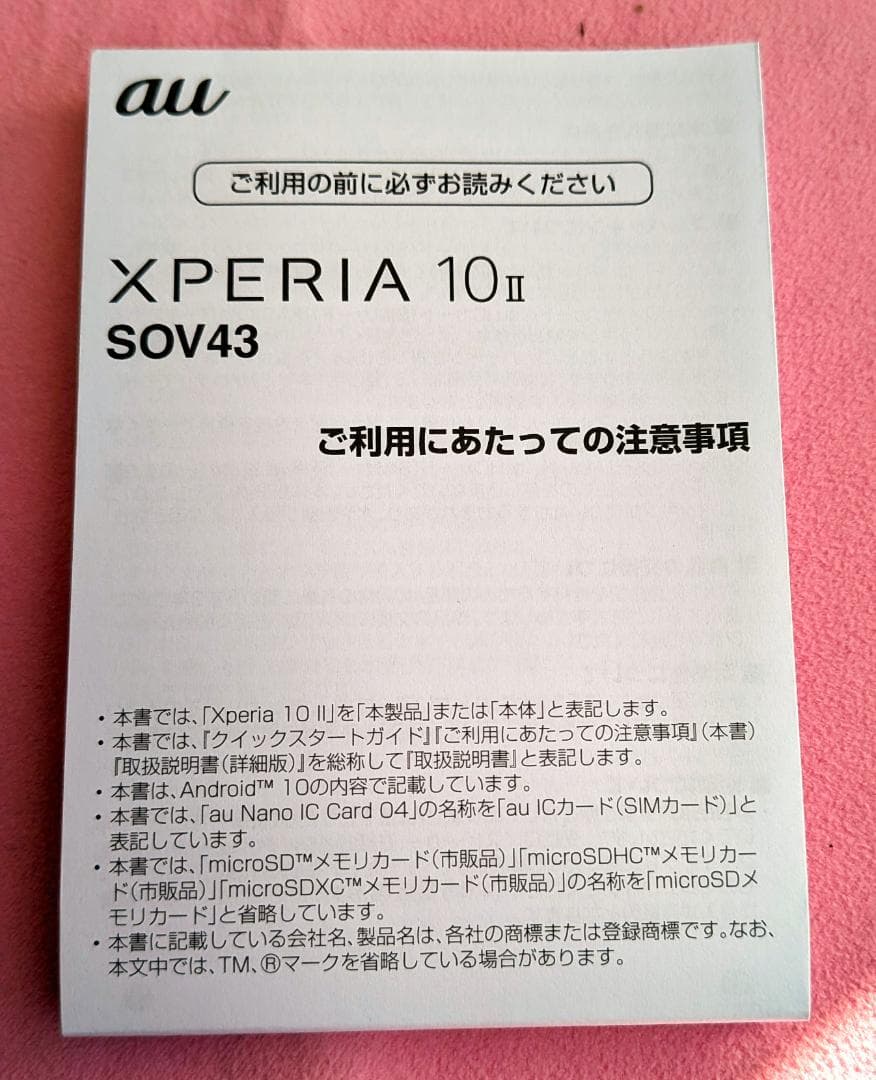 au
ご利用の前に必ずお読みください
XPERIA 10 II
SOV43
ご利用にあたっての注意事項
・本書では、「Xperia 10 II」を「本製品」または「本体」と表記します。
・本書では、『クイックスタートガイド』『ご利用にあたっての注意事項』(本書)
『取扱説明書(詳細版)』を総称して『取扱説明書』と表記します。
・本書は、Android™ 10の内容で記載しています。
・本書では、「au Nano IC Card 04」の名称を「au ICカード(SIMカード)」と
表記しています。
・本書では、「microSD™メモリカード(市販品)」「microSDHC™メモリカー
ド(市販品)」「microSDXC™メモリカード(市販品)」の名称を「microSDメ
モリカード」と省略しています。
・本書に記載している会社名、製品名は、各社の商標または登録商標です。なお、
本文中では、TM、®マークを省略している場合があります。